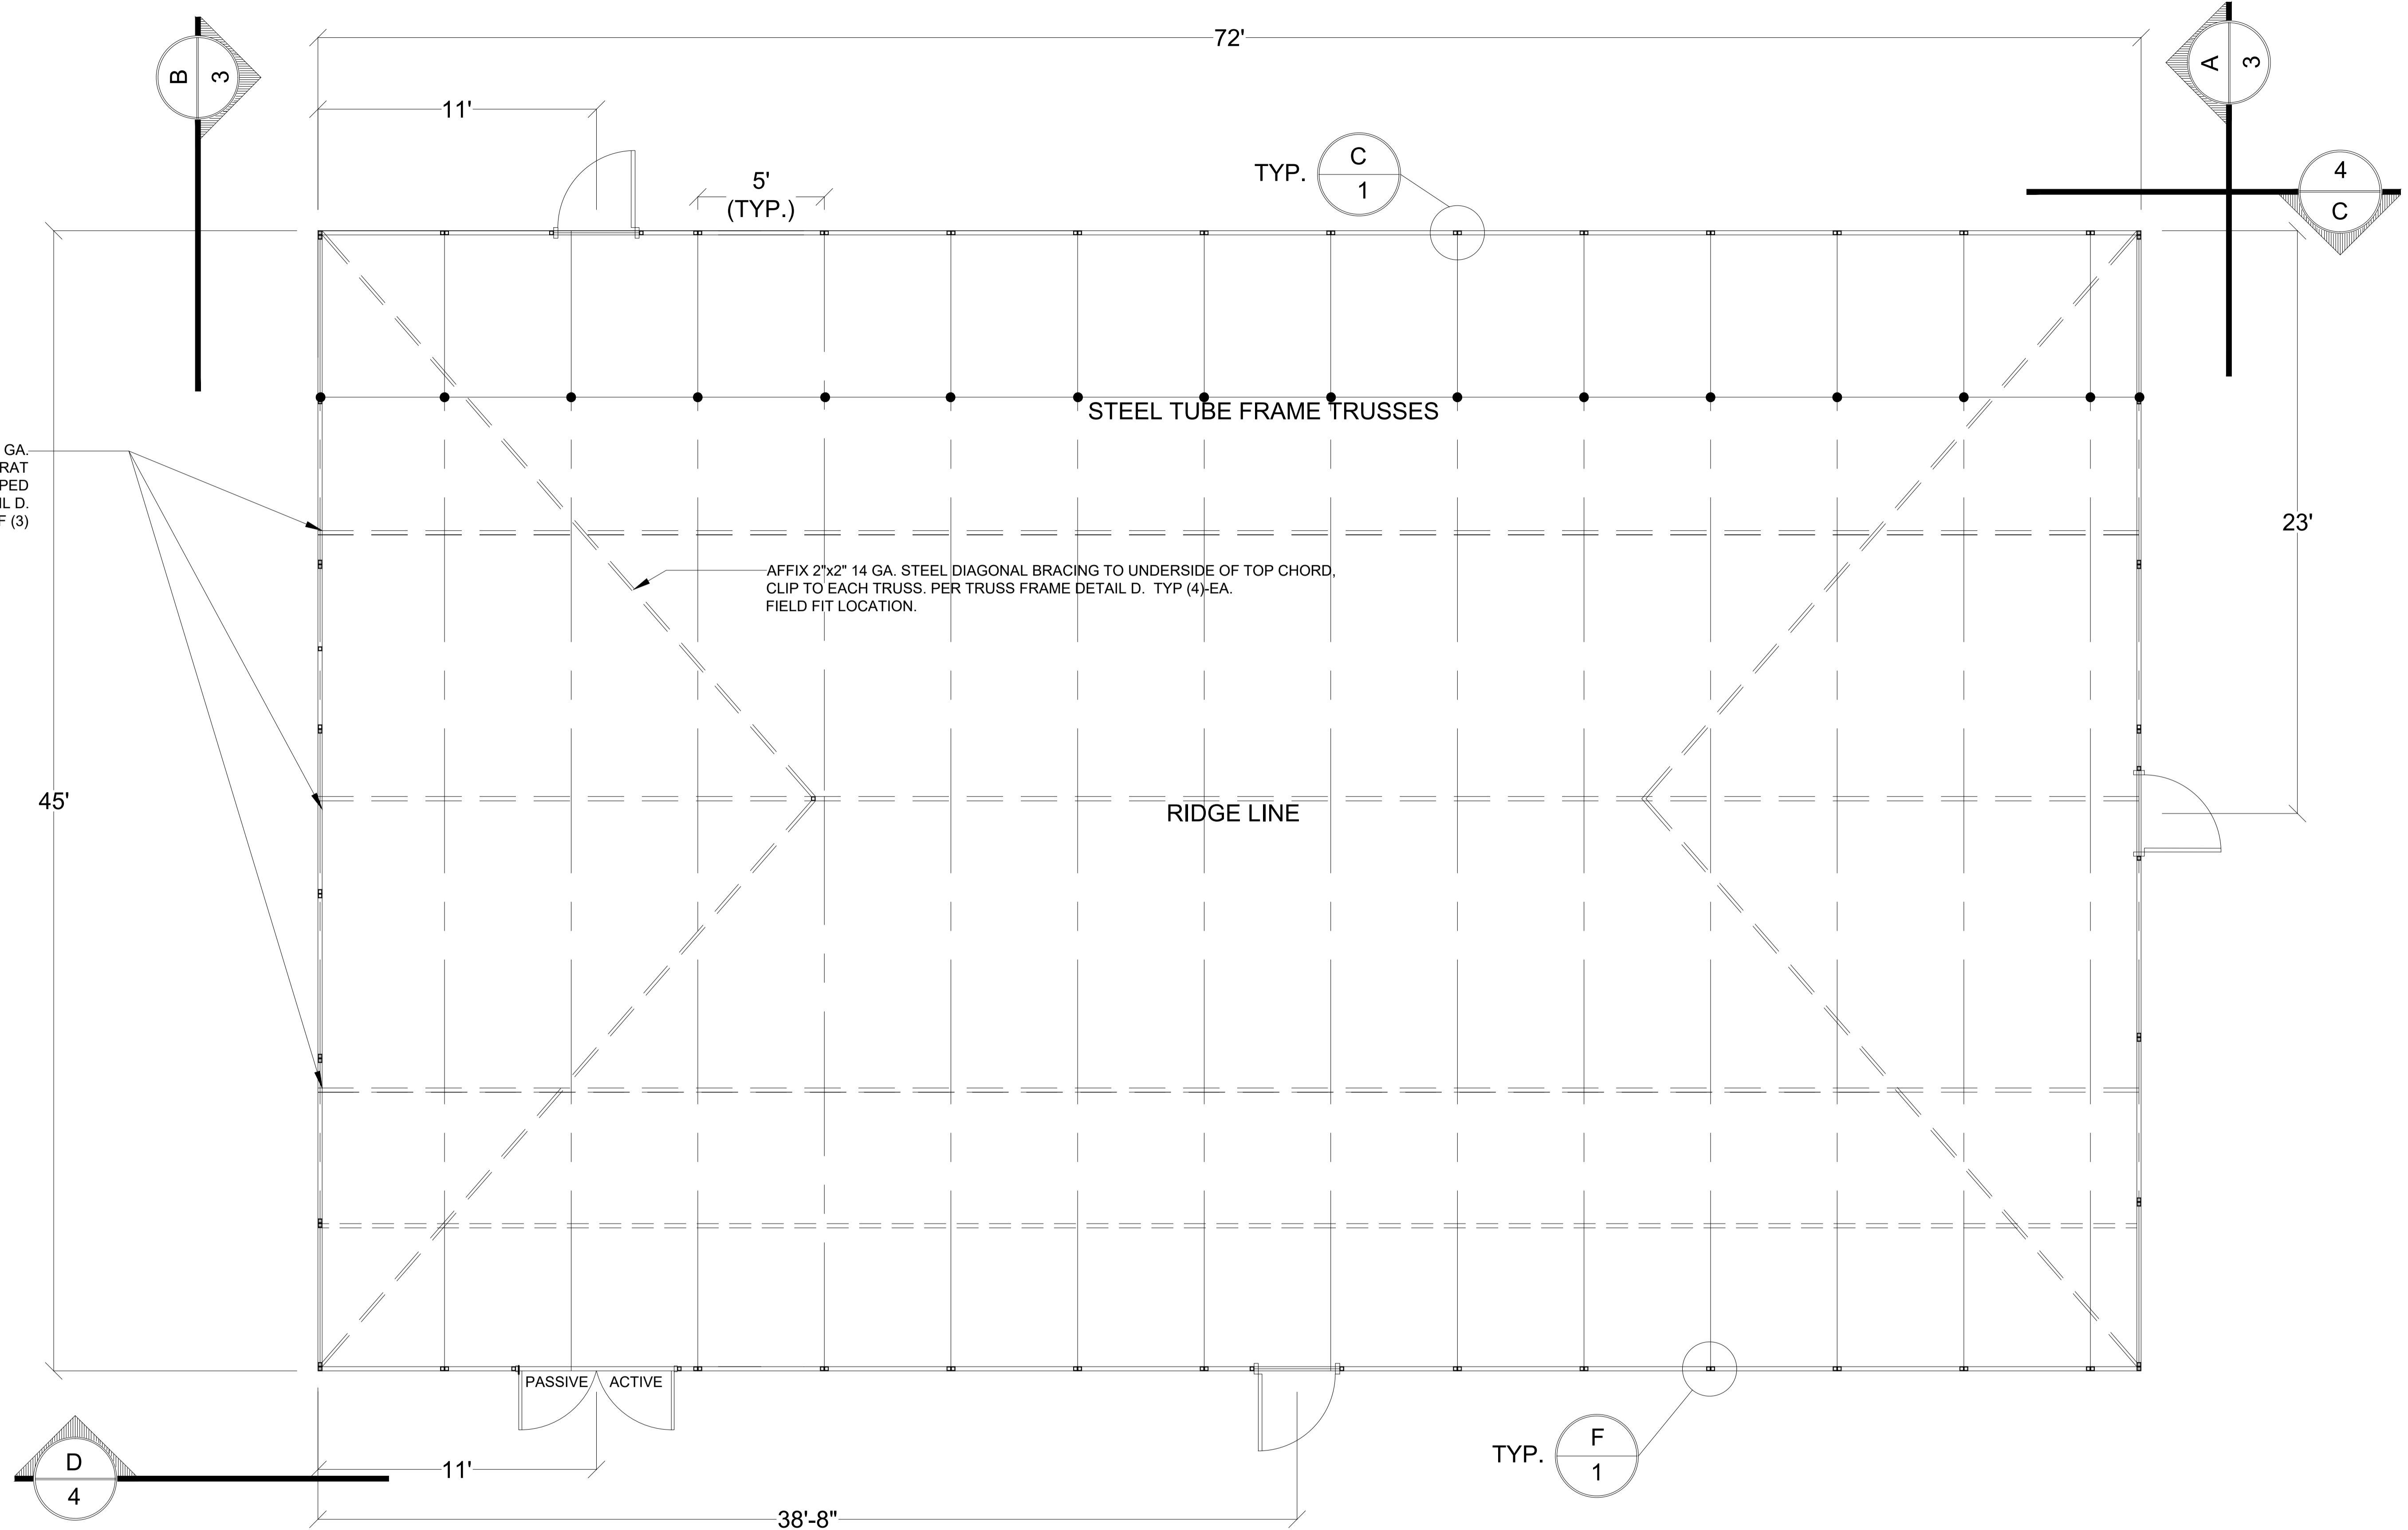 72'
B
3
A
3
11'
5'
(TYP.)
TYP.
C
1
4
C
STEEL TUBE FRAME TRUSSES
GA.
RAT
PED
IL D.
F (3)
23'
AFFIX 2"x2" 14 GA. STEEL DIAGONAL BRACING TO UNDERSIDE OF TOP CHORD,
CLIP TO EACH TRUSS. PER TRUSS FRAME DETAIL D. TYP (4)-EA.
FIELD FIT LOCATION.
45'
RIDGE LINE
PASSIVE
ACTIVE
D
4
11'
TYP.
F
1
38'-8"